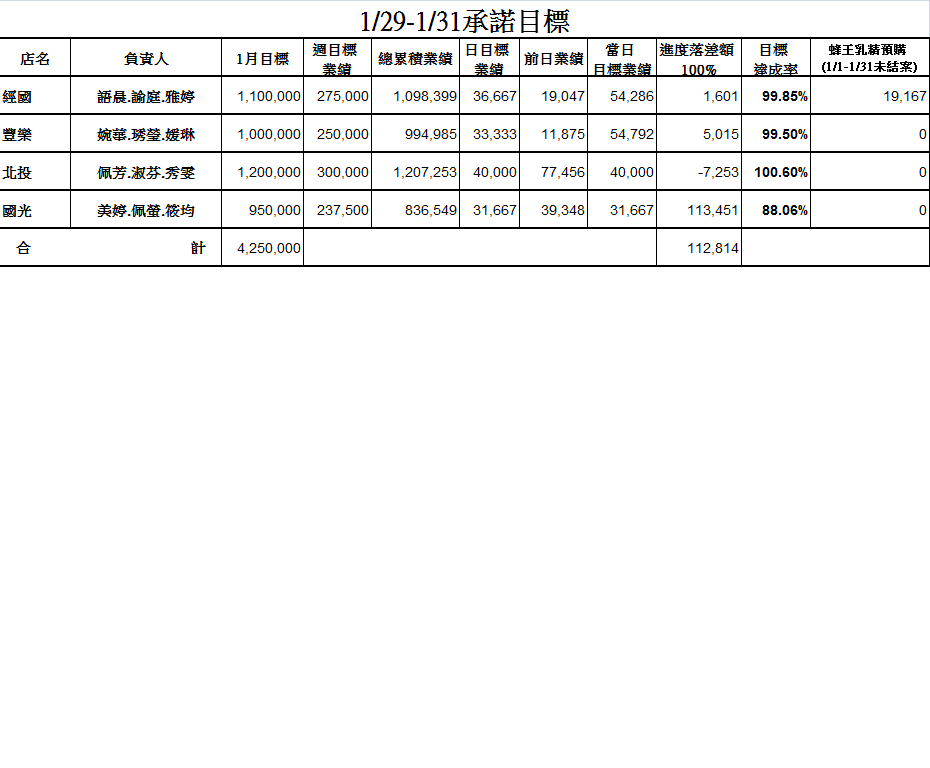 1/29-1/31承諾目標
店名 負責人 1月目標 週目標業績 總累積業績 日目標業績 前日業績 當日目標業績 進度落差額100% 目標達成率 蜂王乳精預購(1/1-1/31未結案)
經國 語晨.諭庭.雅婷 1,100,000 275,000 1,098,399 36,667 19,047 54,286 1,601 99.85% 19,167
豐樂 婉華.琇瑩.媛琳 1,000,000 250,000 994,985 33,333 11,875 54,792 5,015 99.50% 0
北投 佩芳.淑芬.秀雯 1,200,000 300,000 1,207,253 40,000 77,456 40,000 -7,253 100.60% 0
國光 美婷.佩螢.筱均 950,000 237,500 836,549 31,667 39,348 31,667 113,451 88.06% 0
合計 4,250,000 112,814